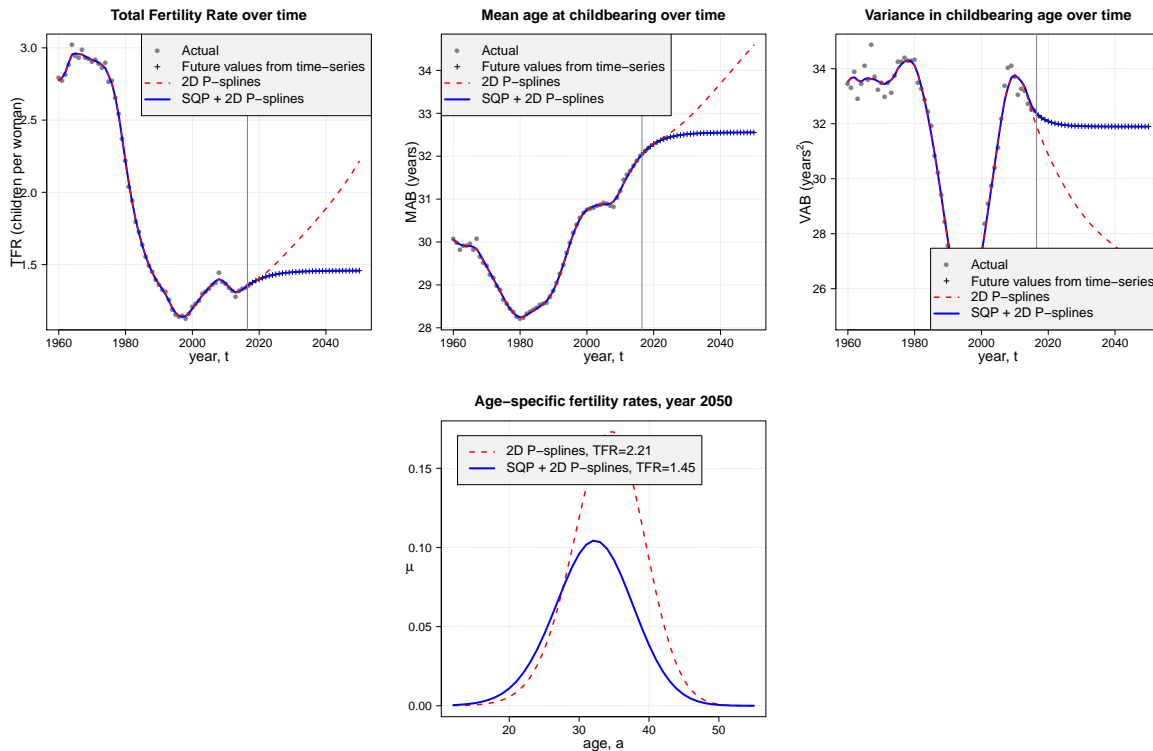 Total Fertility Rate over time
TFR (children per woman)
3.0
2.5
2.0
1.5
1960
1980
2000
2020
2040
year, t
Actual
Future values from time−series
2D P−splines
SQP + 2D P−splines
Mean age at childbearing over time
MAB (years)
34
33
32
31
30
29
28
1960
1980
2000
2020
2040
year, t
Actual
Future values from time−series
2D P−splines
SQP + 2D P−splines
Variance in childbearing age over time
VAB (years²)
34
32
30
28
26
1960
1980
2000
2020
2040
year, t
Actual
Future values from time−series
2D P−splines
SQP + 2D P−splines
Age−specific fertility rates, year 2050
μ
0.15
0.10
0.05
0.00
20
30
40
50
age, a
2D P−splines, TFR=2.21
SQP + 2D P−splines, TFR=1.45